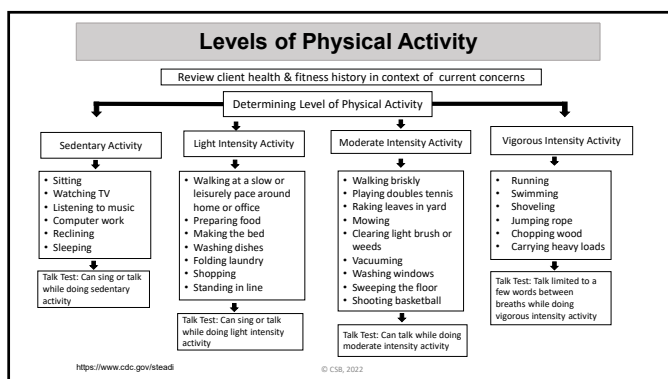 Levels of Physical Activity
Review client health & fitness history in context of current concerns
Determining Level of Physical Activity
Sedentary Activity
• Sitting
• Watching TV
• Listening to music
• Computer work
• Reclining
• Sleeping
Talk Test: Can sing or talk
while doing sedentary
activity
Light Intensity Activity
• Walking at a slow or
leisurely pace around
home or office
• Preparing food
• Making the bed
• Washing dishes
• Folding laundry
• Shopping
• Standing in line
Talk Test: Can sing or talk
while doing light intensity
activity
Moderate Intensity Activity
• Walking briskly
• Playing doubles tennis
• Raking leaves in yard
• Mowing
• Clearing light brush or
weeds
• Vacuuming
• Washing windows
• Sweeping the floor
• Shooting basketball
Talk Test: Can talk while doing
moderate intensity activity
Vigorous Intensity Activity
• Running
• Swimming
• Shoveling
• Jumping rope
• Chopping wood
• Carrying heavy loads
Talk Test: Talk limited to a
few words between
breaths while doing
vigorous intensity activity
https://www.cdc.gov/steadi
© CSB, 2022